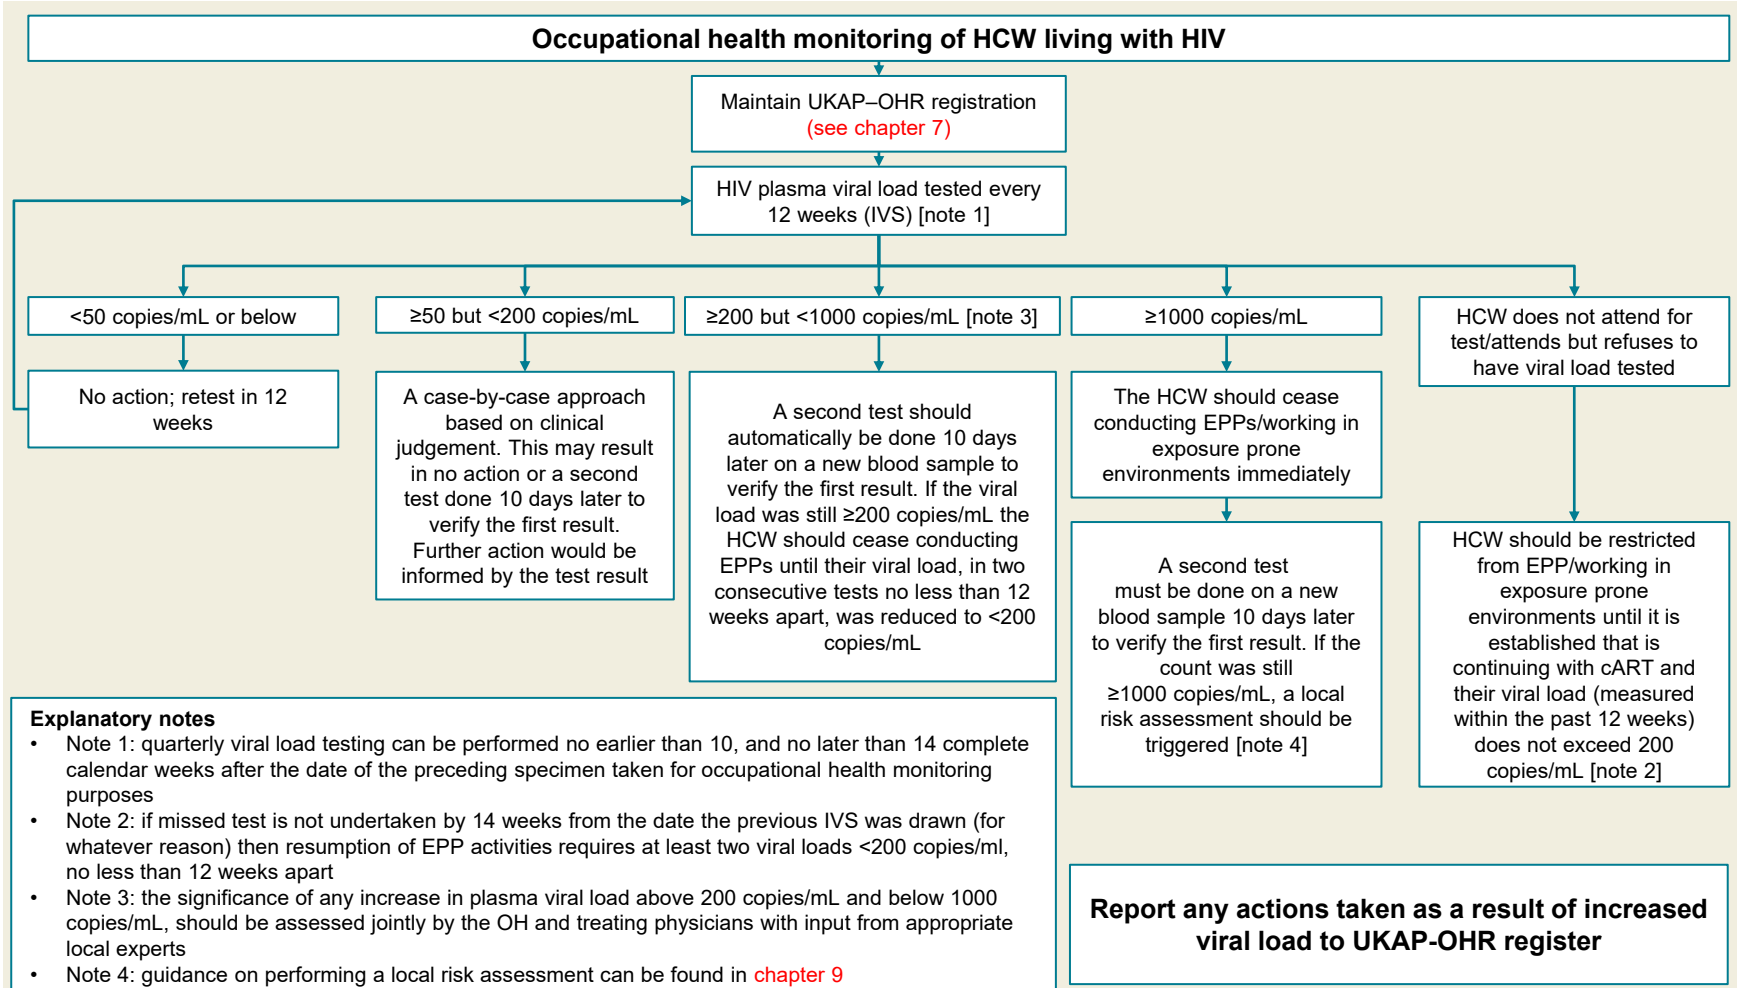 Occupational health monitoring of HCW living with HIV
Maintain UKAP–OHR registration
(see chapter 7)
HIV plasma viral load tested every
12 weeks (IVS) [note 1]
<50 copies/mL or below
No action; retest in 12
weeks
≥50 but <200 copies/mL
A case-by-case approach
based on clinical
judgement. This may result
in no action or a second
test done 10 days later to
verify the first result.
Further action would be
informed by the test result
≥200 but <1000 copies/mL [note 3]
A second test should
automatically be done 10 days
later on a new blood sample to
verify the first result. If the viral
load was still ≥200 copies/mL the
HCW should cease conducting
EPPs until their viral load, in two
consecutive tests no less than 12
weeks apart, was reduced to <200
copies/mL
≥1000 copies/mL
The HCW should cease
conducting EPPs/working in
exposure prone
environments immediately
A second test
must be done on a new
blood sample 10 days later
to verify the first result. If the
count was still
≥1000 copies/mL, a local
risk assessment should be
triggered [note 4]
HCW does not attend for
test/attends but refuses to
have viral load tested
HCW should be restricted
from EPP/working in
exposure prone
environments until it is
established that is
continuing with cART and
their viral load (measured
within the past 12 weeks)
does not exceed 200
copies/mL [note 2]
Explanatory notes
• Note 1: quarterly viral load testing can be performed no earlier than 10, and no later than 14 complete
calendar weeks after the date of the preceding specimen taken for occupational health monitoring
purposes
• Note 2: if missed test is not undertaken by 14 weeks from the date the previous IVS was drawn (for
whatever reason) then resumption of EPP activities requires at least two viral loads <200 copies/ml,
no less than 12 weeks apart
• Note 3: the significance of any increase in plasma viral load above 200 copies/mL and below 1000
copies/mL, should be assessed jointly by the OH and treating physicians with input from appropriate
local experts
• Note 4: guidance on performing a local risk assessment can be found in chapter 9
Report any actions taken as a result of increased
viral load to UKAP-OHR register